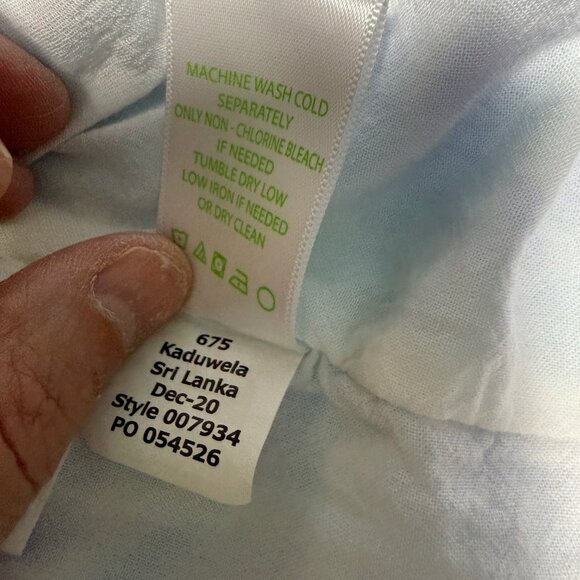 MACHINE WASH COLD
SEPARATELY
ONLY NON - CHLORINE BLEACH
IF NEEDED
TUMBLE DRY LOW
LOW IRON IF NEEDED
OR DRY CLEAN
675
Kaduwela
Sri Lanka
Dec-20
Style 007934
PO 054526